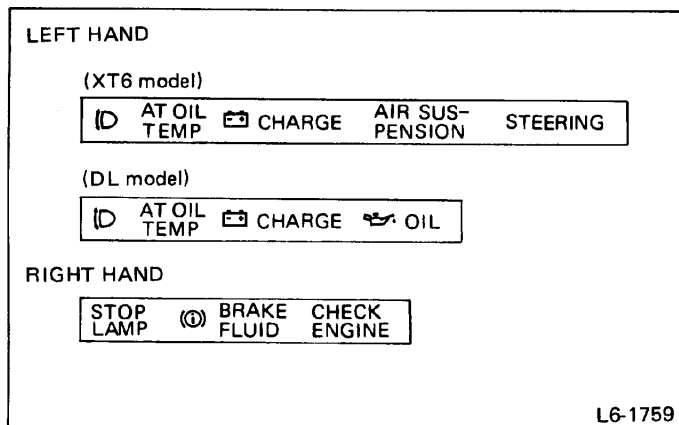 LEFT HAND
(XT6 model)
AT OIL TEMP CHARGE AIR SUS- PENSION STEERING
(DL model)
AT OIL TEMP CHARGE OIL
RIGHT HAND
STOP LAMP BRAKE FLUID CHECK ENGINE
L6-1759